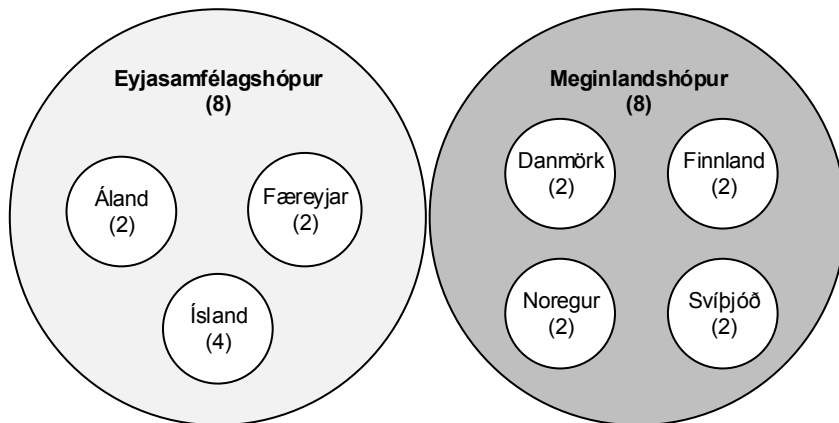 Eyjasamfélagshópur
(8)
Áland
(2)
Færeyjar
(2)
Ísland
(4)
Meginlandshópur
(8)
Danmörk
(2)
Finnland
(2)
Noregur
(2)
Svíþjóð
(2)